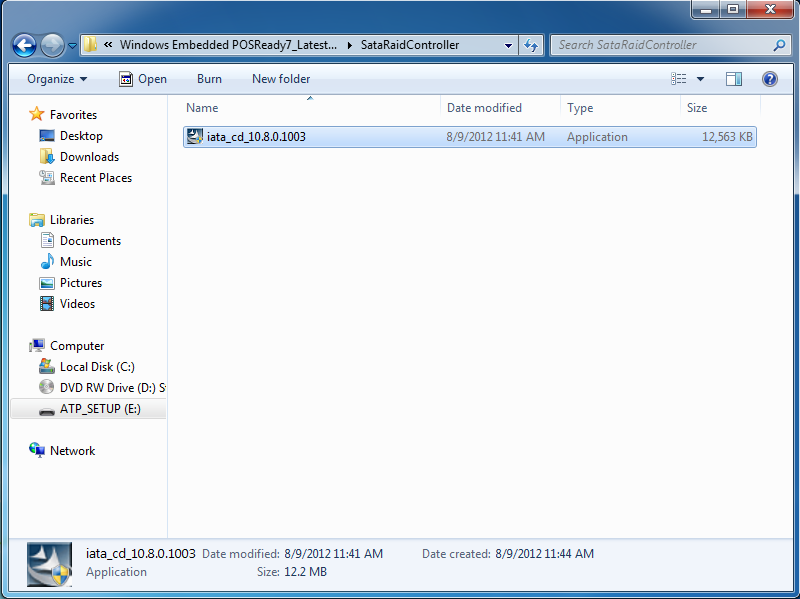 « Windows Embedded POSReady7_Latest... ▸ SataRaidController
Search SataRaidController
Organize Open Burn New folder
Name Date modified Type Size
iata_cd_10.8.0.1003 8/9/2012 11:41 AM Application 12,563 KB
Favorites
Desktop
Downloads
Recent Places
Libraries
Documents
Music
Pictures
Videos
Computer
Local Disk (C:)
DVD RW Drive (D:) S
ATP_SETUP (E:)
Network
iata_cd_10.8.0.1003 Date modified: 8/9/2012 11:41 AM Date created: 8/9/2012 11:44 AM
Application Size: 12.2 MB